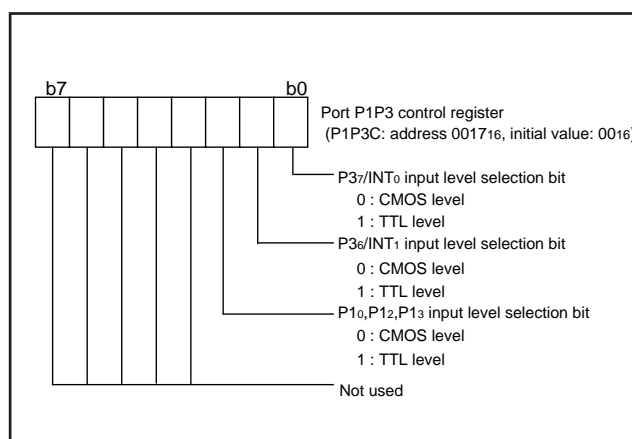 b7 b0
Port P1P3 control register
(P1P3C: address 0017₁₆, initial value: 00₁₆)
P3₇/INT₀ input level selection bit
0 : CMOS level
1 : TTL level
P3₆/INT₁ input level selection bit
0 : CMOS level
1 : TTL level
P1₀,P1₂,P1₃ input level selection bit
0 : CMOS level
1 : TTL level
Not used